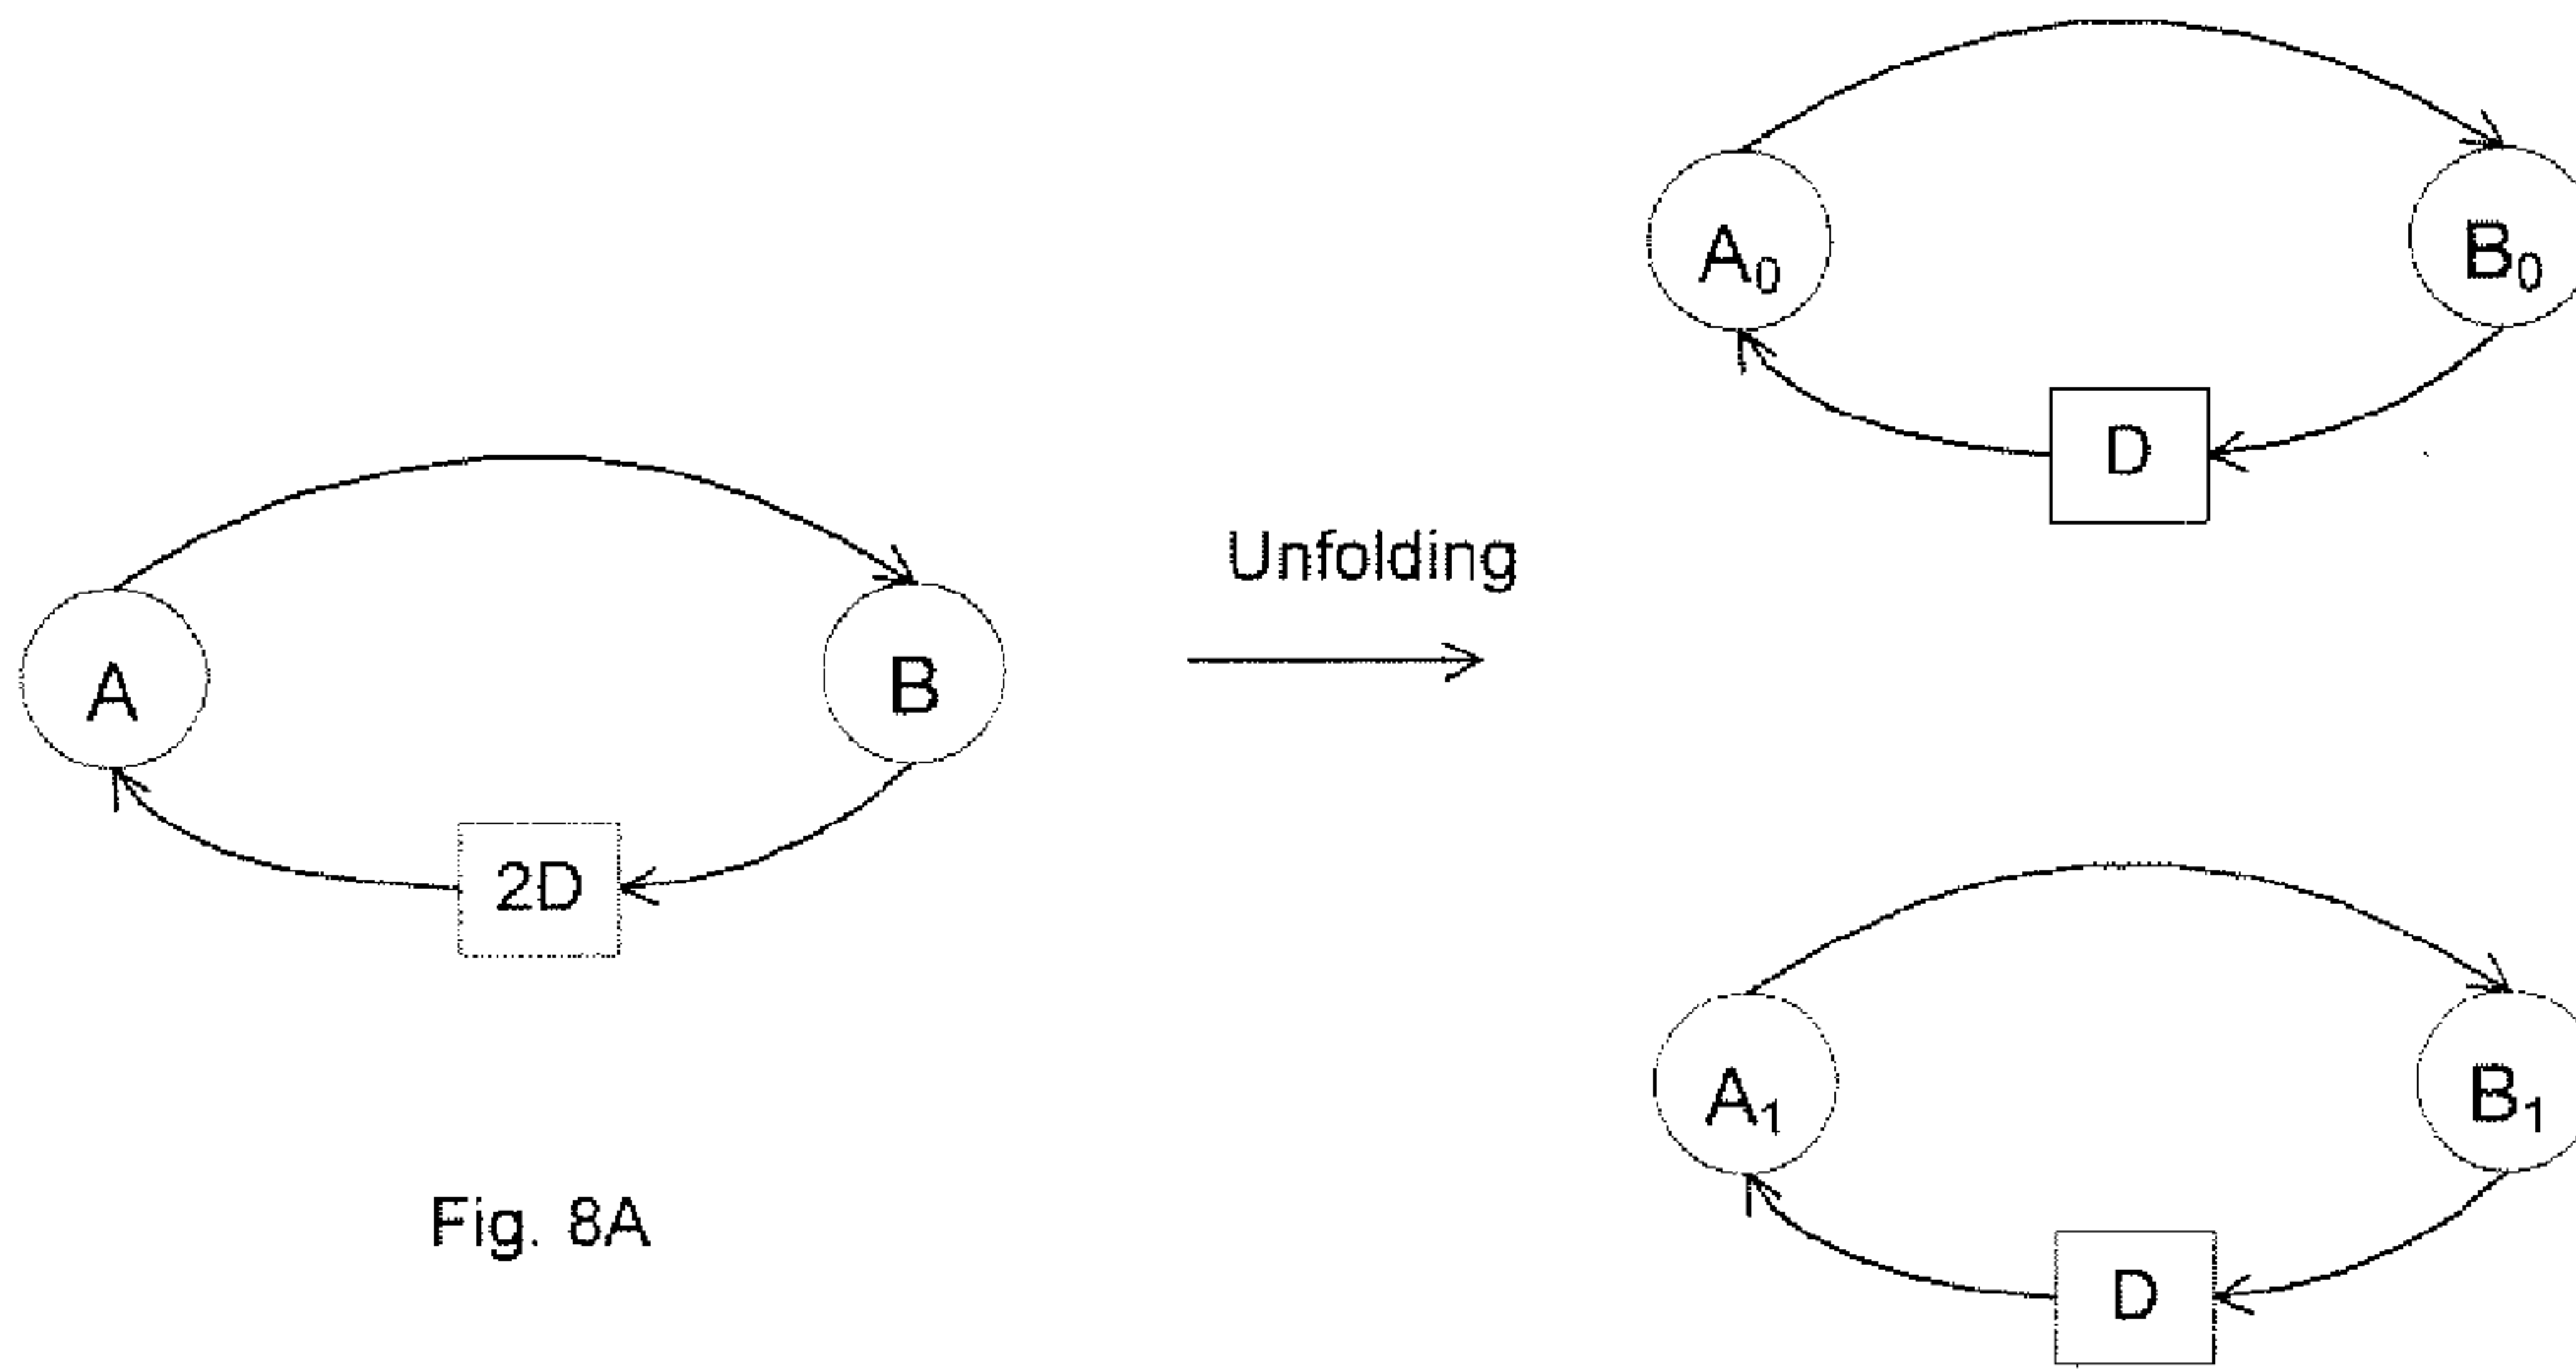 A
B
2D
Fig. 8A
Unfolding
A₀
B₀
D
A₁
B₁
D